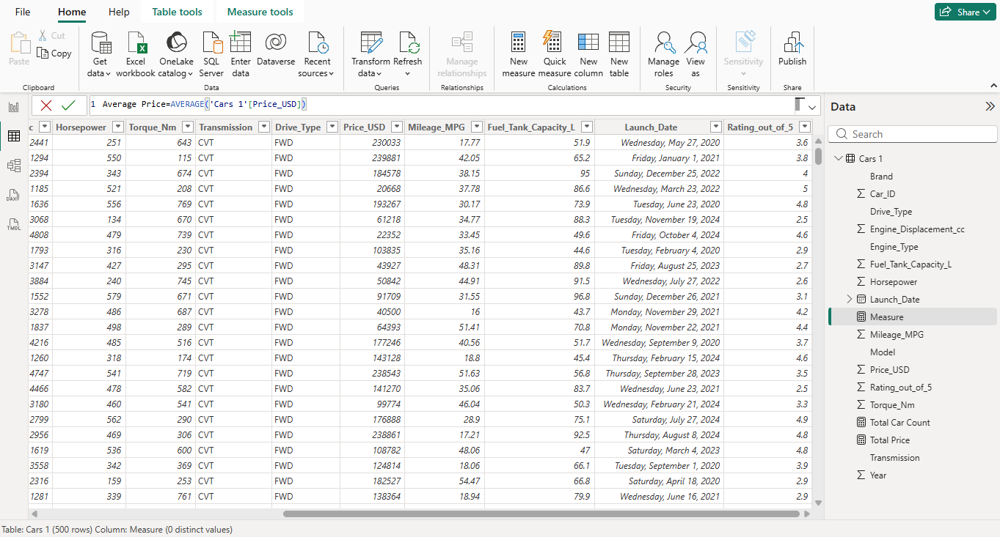 File Home Help Table tools Measure tools Share
Paste Cut Copy
Get data Excel workbook OneLake catalog SQL Server Enter data Dataverse Recent sources Transform data Refresh Manage relationships New measure Quick measure New column New table Manage roles View as Sensitivity Publish
Clipboard Data Queries Relationships Calculations Security Sensitivity Share
1 Average Price=AVERAGE('Cars 1'[Price_USD])
c Horsepower Torque_Nm Transmission Drive_Type Price_USD Mileage_MPG Fuel_Tank_Capacity_L Launch_Date Rating_out_of_5
2441 251 643 CVT FWD 230033 17.77 51.9 Wednesday, May 27, 2020 3.6
1294 550 115 CVT FWD 239881 42.05 65.2 Friday, January 1, 2021 3.8
2394 343 674 CVT FWD 184578 38.15 95 Sunday, December 25, 2022 4
1185 521 208 CVT FWD 20668 37.78 86.6 Wednesday, March 23, 2022 5
1636 556 769 CVT FWD 193267 30.17 73.9 Tuesday, June 23, 2020 4.8
3068 134 670 CVT FWD 61218 34.77 88.3 Tuesday, November 19, 2024 2.5
4808 479 739 CVT FWD 22352 33.45 49.6 Friday, October 4, 2024 4.6
1793 316 230 CVT FWD 103835 35.16 44.6 Tuesday, February 4, 2020 2.9
3147 427 295 CVT FWD 43927 48.31 89.8 Friday, August 25, 2023 2.7
3884 240 745 CVT FWD 50842 44.91 91.5 Wednesday, July 27, 2022 2.6
1552 579 671 CVT FWD 91709 31.55 96.8 Sunday, December 26, 2021 3.1
3278 486 687 CVT FWD 40500 16 43.7 Monday, November 29, 2021 4.2
1837 498 289 CVT FWD 64393 51.41 70.8 Monday, November 22, 2021 4.4
4216 485 516 CVT FWD 177246 40.56 51.7 Wednesday, September 9, 2020 3.7
1260 318 174 CVT FWD 143128 18.8 45.4 Thursday, February 15, 2024 4.6
4747 541 719 CVT FWD 238543 51.63 56.8 Thursday, September 28, 2023 3.5
4466 478 582 CVT FWD 141270 35.06 83.7 Wednesday, June 23, 2021 2.5
3180 460 541 CVT FWD 99774 46.04 50.3 Wednesday, February 21, 2024 3.3
2799 562 290 CVT FWD 176888 28.9 75.1 Saturday, July 27, 2024 4.9
2956 469 306 CVT FWD 238861 17.21 92.5 Thursday, August 8, 2024 4.8
1619 536 600 CVT FWD 108782 48.06 47 Saturday, March 4, 2023 4.8
3558 342 369 CVT FWD 124814 18.06 66.1 Tuesday, September 1, 2020 3.9
2316 159 253 CVT FWD 182527 54.47 66.8 Saturday, April 18, 2020 2.9
1281 339 761 CVT FWD 138364 18.94 79.9 Wednesday, June 16, 2021 2.9
DAX
TMDL
Data
Search
Cars 1
Brand
Car_ID
Drive_Type
Engine_Displacement_cc
Engine_Type
Fuel_Tank_Capacity_L
Horsepower
Launch_Date
Measure
Mileage_MPG
Model
Price_USD
Rating_out_of_5
Torque_Nm
Total Car Count
Total Price
Transmission
Year
Table: Cars 1 (500 rows) Column: Measure (0 distinct values)